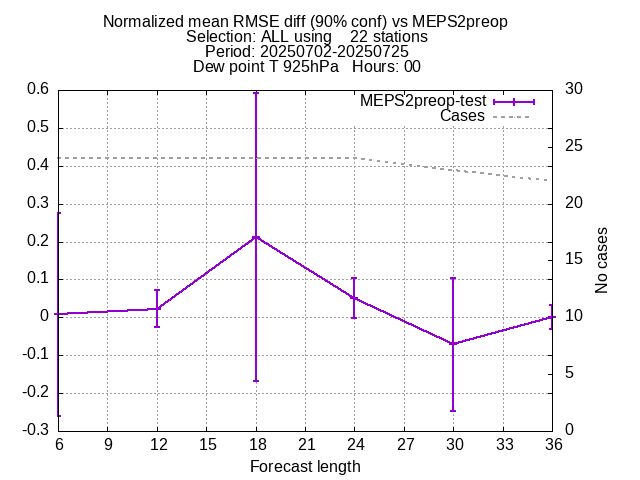 Normalized mean RMSE diff (90% conf) vs MEPS2preop
Selection: ALL using    22 stations
Period: 20250702-20250725
Dew point T 925hPa   Hours: 00
MEPS2preop-test
Cases
0.6
0.5
0.4
0.3
0.2
0.1
0
-0.1
-0.2
-0.3
30
25
20
15
10
5
0
No cases
6 9 12 15 18 21 24 27 30 33 36
Forecast length